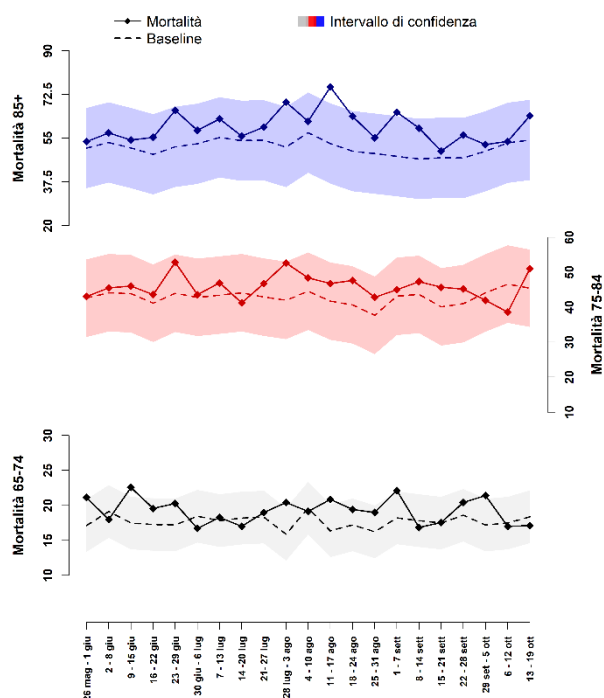 Mortalità
Baseline
Intervallo di confidenza
Mortalità 85+
90
72.5
55
37.5
20
Mortalità 75-84
60
50
40
30
20
10
Mortalità 65-74
30
25
20
15
10
26 mag - 1 giu
2 - 8 giu
9 - 15 giu
16 - 22 giu
23 - 29 giu
30 giu - 6 lug
7 - 13 lug
14 - 20 lug
21 - 27 lug
28 lug - 3 ago
4 - 10 ago
11 - 17 ago
18 - 24 ago
25 - 31 ago
1 - 7 sett
8 - 14 sett
15 - 21 sett
22 - 28 sett
29 set - 5 ott
6 - 12 ott
13 - 19 ott